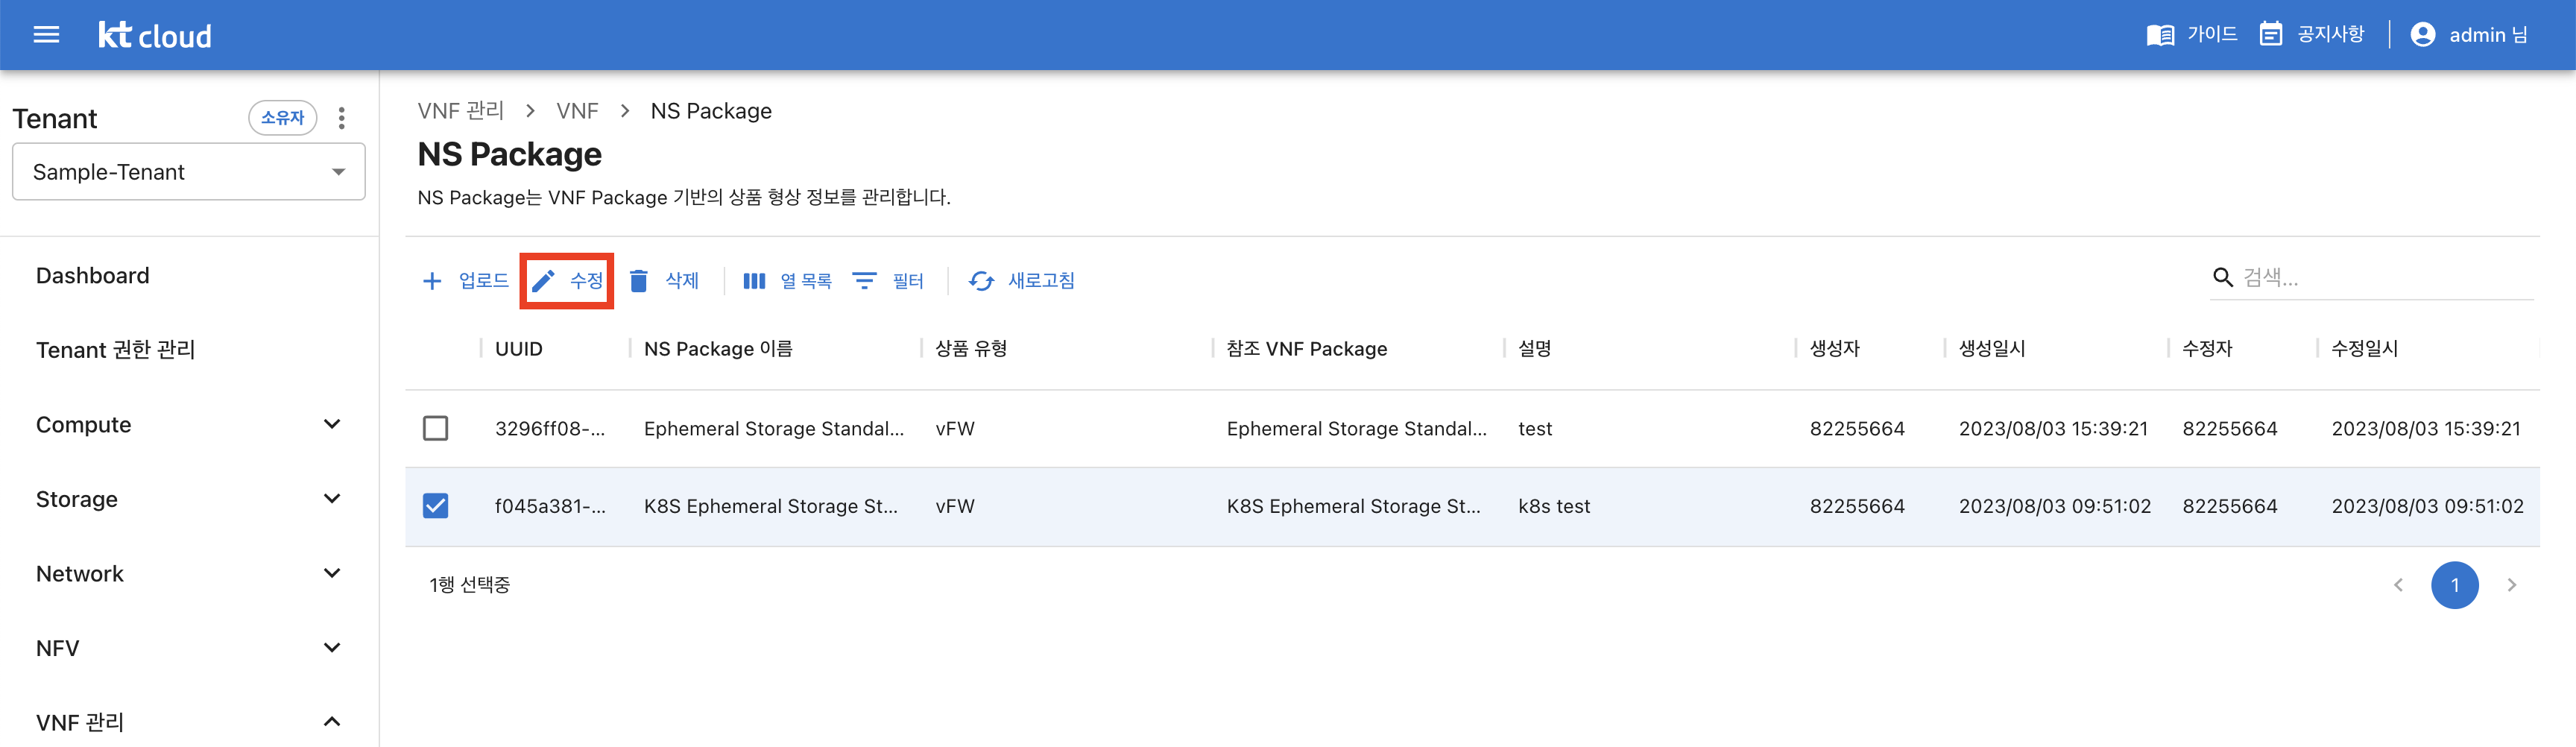 kt cloud
가이드
공지사항
admin 님
Tenant
소유자
Sample-Tenant
Dashboard
Tenant 권한 관리
Compute
Storage
Network
NFV
VNF 관리
VNF 관리 > VNF > NS Package
NS Package
NS Package는 VNF Package 기반의 상품 형상 정보를 관리합니다.
업로드 수정 삭제 열 목록 필터 새로고침 검색...
UUID NS Package 이름 상품 유형 참조 VNF Package 설명 생성자 생성일시 수정자 수정일시
3296ff08-... Ephemeral Storage Standal... vFW Ephemeral Storage Standal... test 82255664 2023/08/03 15:39:21 82255664 2023/08/03 15:39:21
f045a381-... K8S Ephemeral Storage St... vFW K8S Ephemeral Storage St... k8s test 82255664 2023/08/03 09:51:02 82255664 2023/08/03 09:51:02
1행 선택중
1